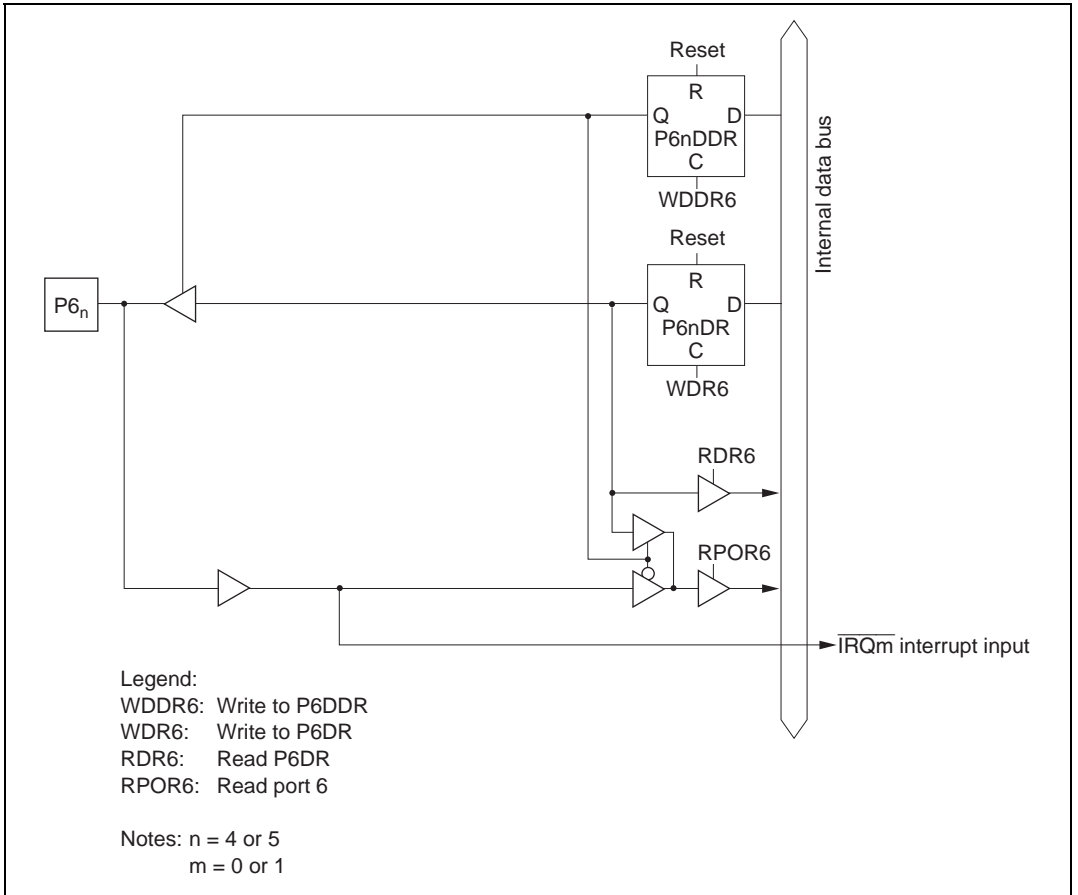 Reset
R
Q D
P6nDDR
C
WDDR6
Internal data bus
Reset
R
P6n
Q D
P6nDR
C
WDR6
RDR6
RPOR6
IRQm interrupt input
Legend:
WDDR6: Write to P6DDR
WDR6: Write to P6DR
RDR6: Read P6DR
RPOR6: Read port 6
Notes: n = 4 or 5
m = 0 or 1